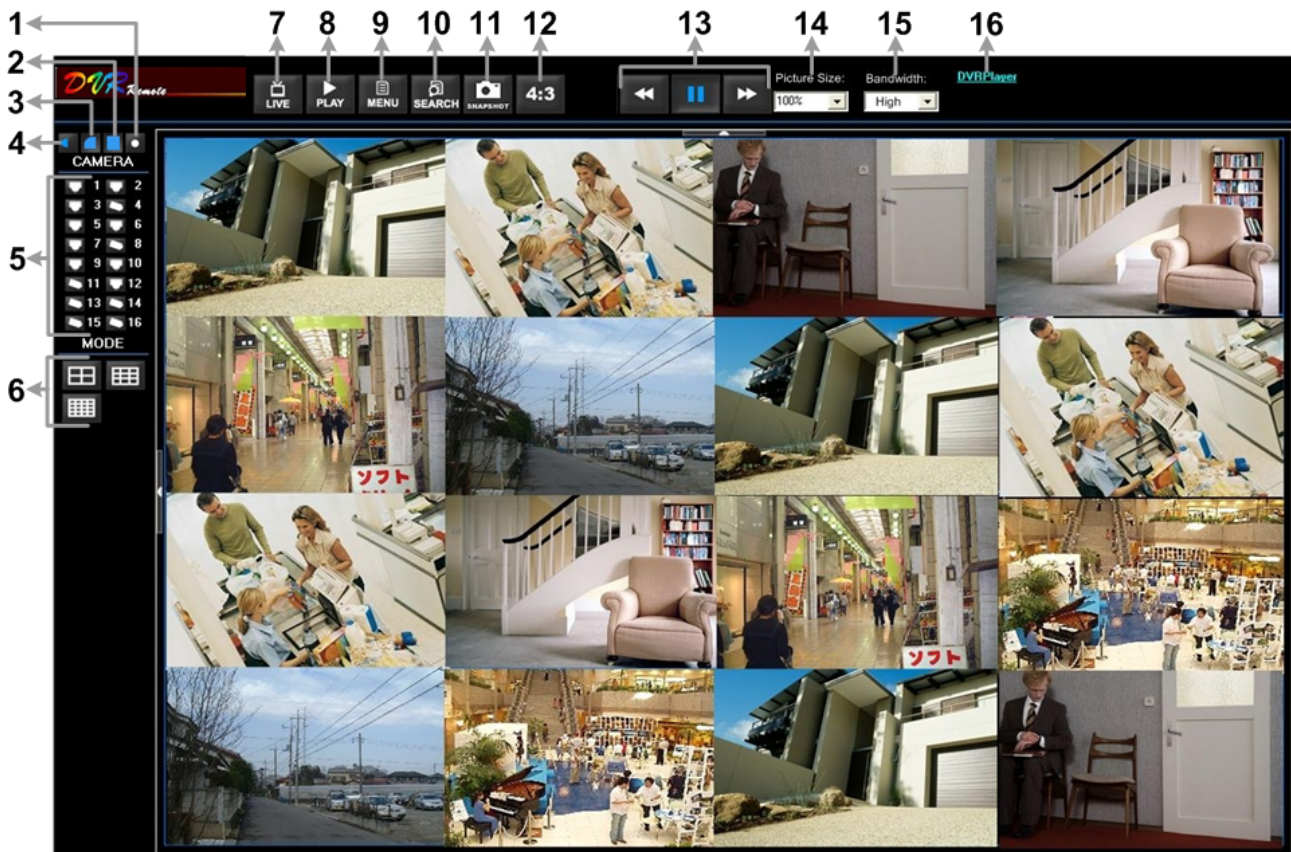 1
7 8 9 10 11 12 13 14 15 16
2
DVR Remote
LIVE PLAY MENU SEARCH SNAPSHOT 4:3
Picture Size: Bandwidth: DVRPlayer
100% High
3
4
CAMERA
1 2
3 4
5 6
7 8
5
9 10
11 12
13 14
15 16
MODE
6
ソフト
ソフト